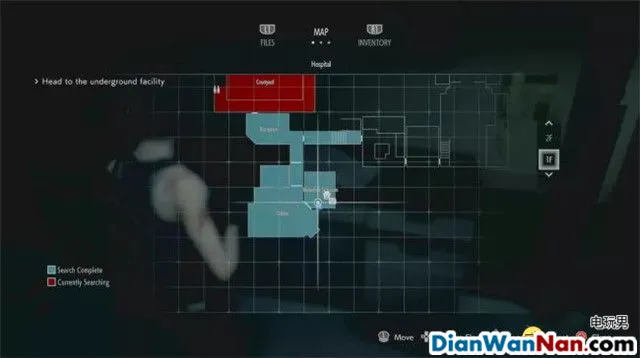 FILES
MAP
INVENTORY
Hospital
> Head to the underground facility
Courtyard
Reception
2F
1F
Search Complete
Currently Searching
Move
电玩男
DianWanNan.com